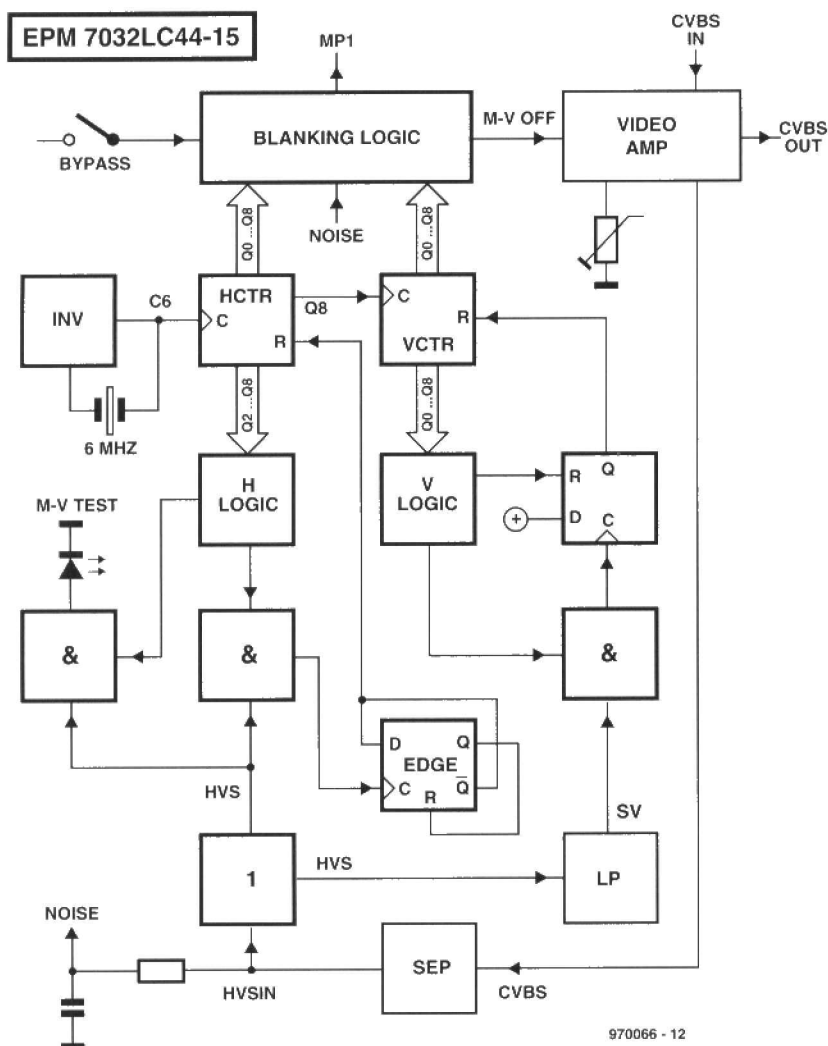 EPM 7032LC44-15
MP1
CVBS
IN
BYPASS
BLANKING LOGIC
M-V OFF
VIDEO
AMP
CVBS
OUT
Q0 ...Q8
NOISE
Q0 ...Q8
INV
C6
HCTR
C
R
Q8
C
R
VCTR
6 MHZ
Q2 ...Q8
Q0 ...Q8
M-V TEST
H
LOGIC
V
LOGIC
R
Q
+
D
C
&
&
&
D
Q
EDGE
C
R
Q̅
HVS
SV
1
HVS
LP
NOISE
HVSIN
SEP
CVBS
970066 - 12